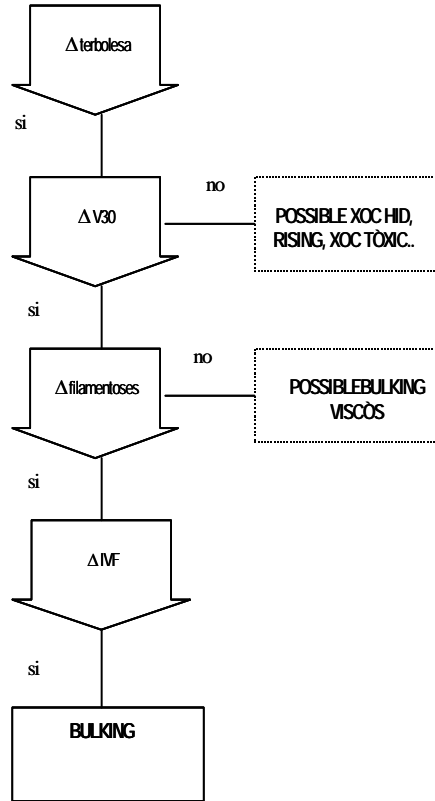 Δ terbolesa
si
Δ V30
no
POSSIBLE XOC HID,
RISING, XOC TÒXIC..
si
Δ filamentoses
no
POSSIBLEBULKING
VISCÒS
si
Δ IVF
si
BULKING